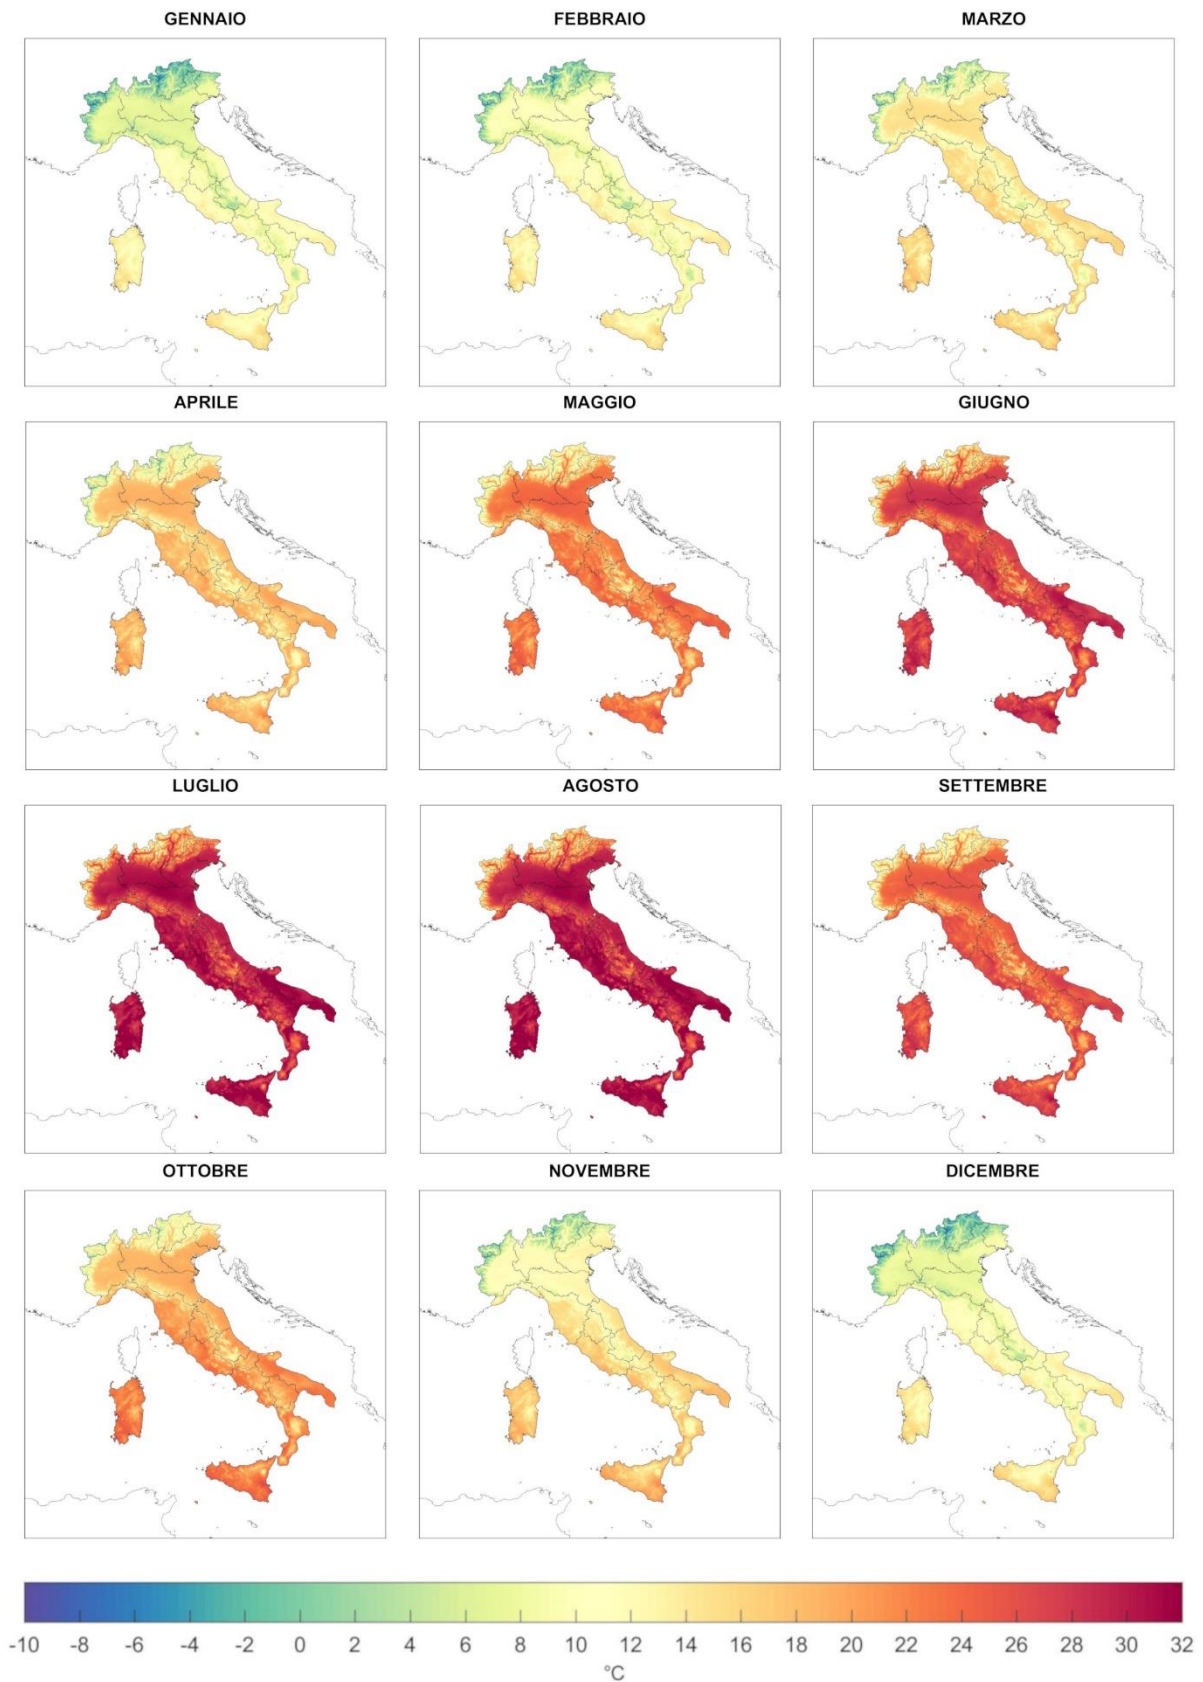 GENNAIO FEBBRAIO MARZO
APRILE MAGGIO GIUGNO
LUGLIO AGOSTO SETTEMBRE
OTTOBRE NOVEMBRE DICEMBRE
-10 -8 -6 -4 -2 0 2 4 6 8 10 12 14 16 18 20 22 24 26 28 30 32
°C